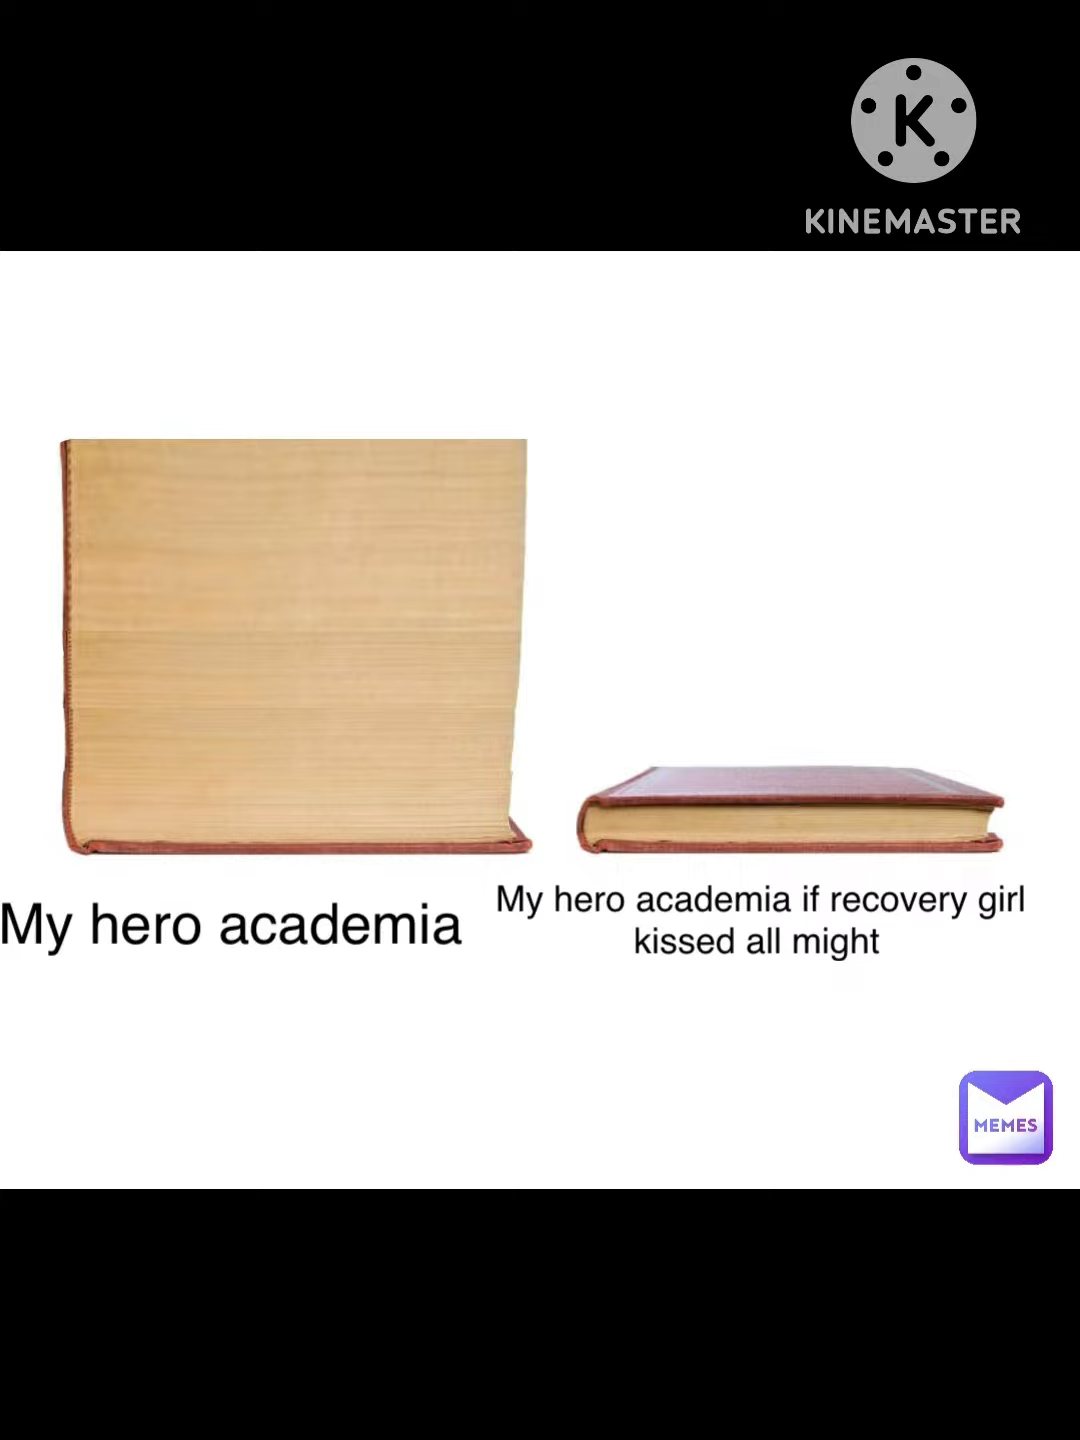 K
KINEMASTER
My hero academia
My hero academia if recovery girl
kissed all might
MEMES